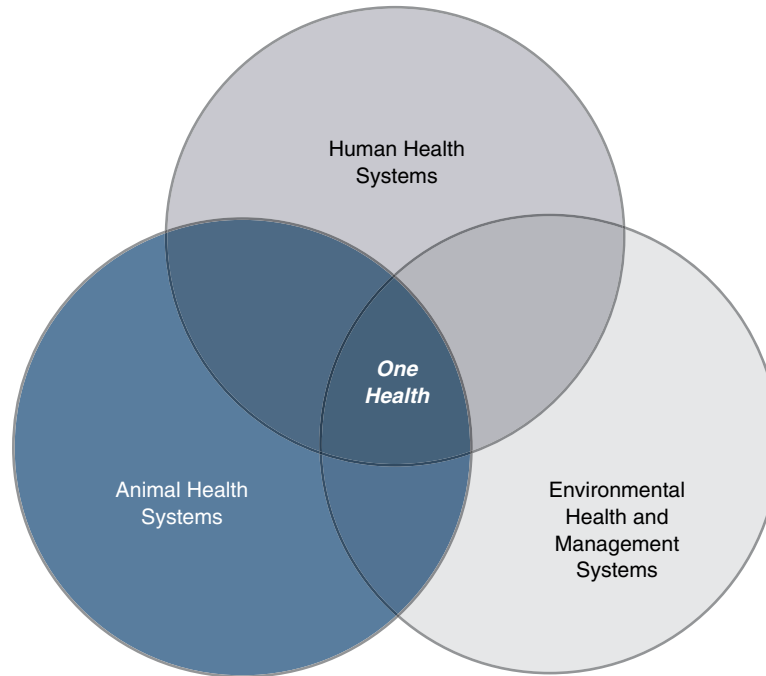 Human Health
Systems
One
Health
Animal Health
Systems
Environmental
Health and
Management
Systems